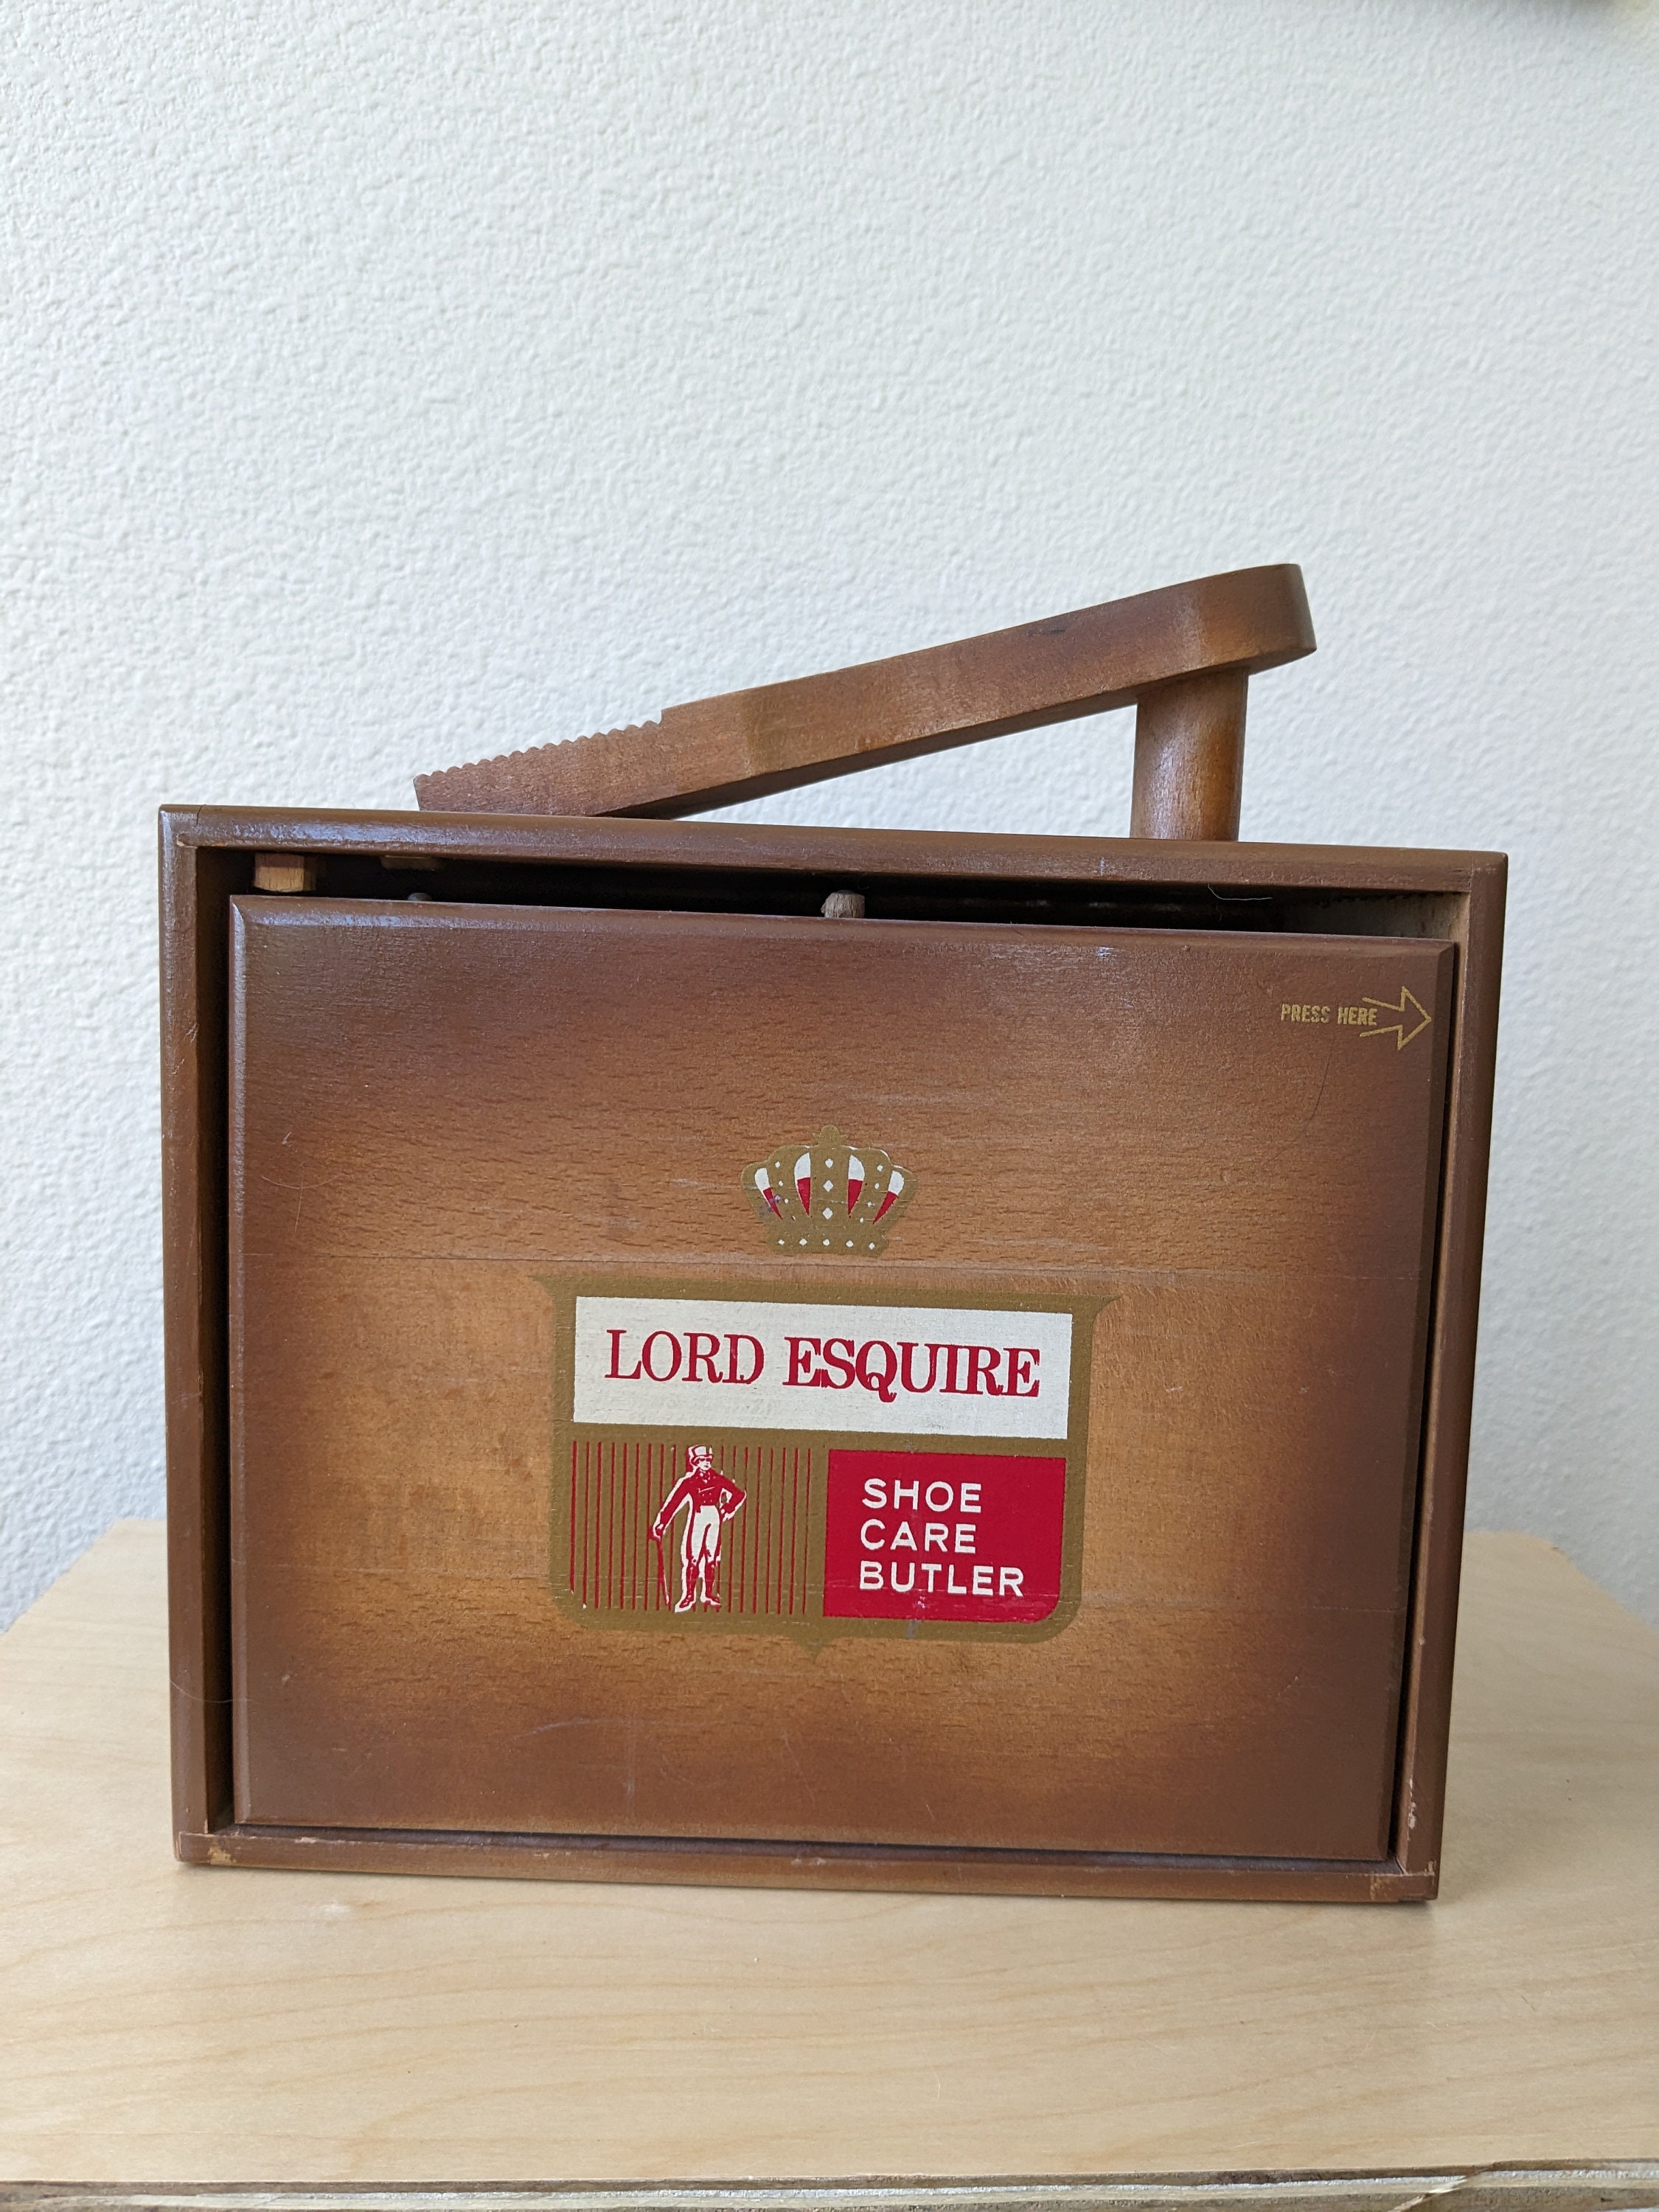 PRESS HERE
LORD ESQUIRE
SHOE
CARE
BUTLER